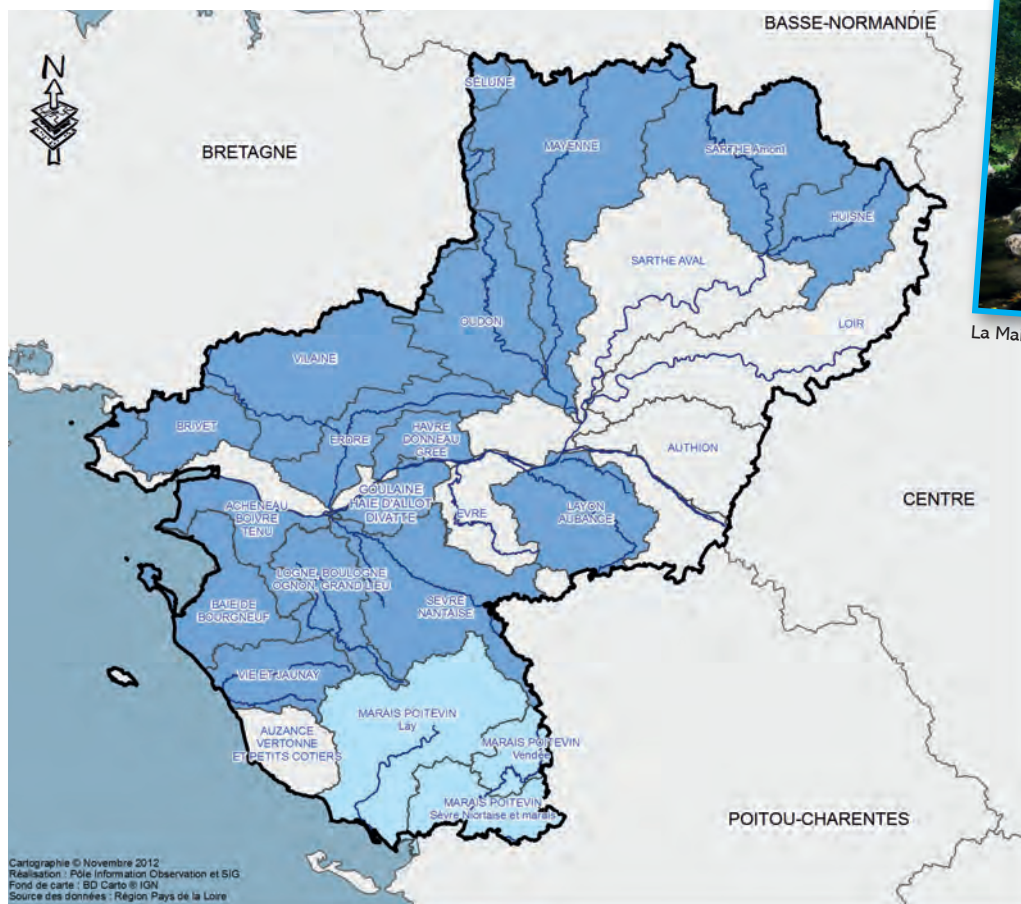 BASSE-NORMANDIE
N
SÉLUNE
BRETAGNE
MAYENNE
SARTHE Amont
HUISNE
SARTHE AVAL
La Mar
OUDON
LOIR
VILAINE
BRIVET
ERDRE
HAVRE
DONNEAU
GREE
AUTHION
GOULAINE
HAIE D'ALLOT
DIVATTE
ACHENEAU
BOIVRE
TENU
EVRE
LAYON
AUBANCE
CENTRE
LOGNE, BOULOGNE
OGNON, GRAND LIEU
BAIE DE
BOURGNEUF
SEVRE
NANTAISE
VIE ET JAUNAY
MARAIS POITEVIN
Lay
AUZANCE
VERTONNE
ET PETITS COTIERS
MARAIS POITEVIN
Vendée
MARAIS POITEVIN
Sèvre Niortaise et marais
POITOU-CHARENTES
Cartographie © Novembre 2012
Réalisation : Pôle Information Observation et SIG
Fond de carte : BD Carto ® IGN
Source des données : Région Pays de la Loire